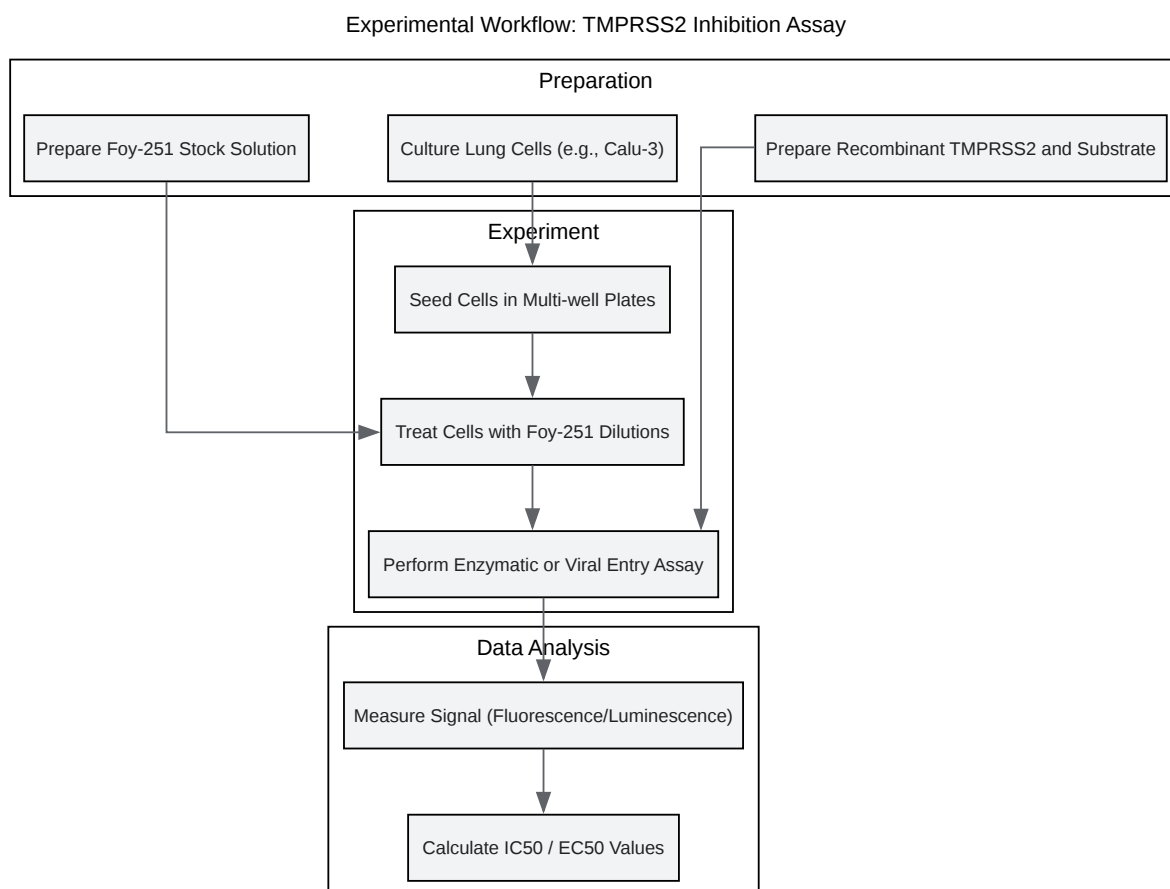 Experimental Workflow: TMPRSS2 Inhibition Assay
Preparation
Prepare Foy-251 Stock Solution
Culture Lung Cells (e.g., Calu-3)
Prepare Recombinant TMPRSS2 and Substrate
Experiment
Seed Cells in Multi-well Plates
Treat Cells with Foy-251 Dilutions
Perform Enzymatic or Viral Entry Assay
Data Analysis
Measure Signal (Fluorescence/Luminescence)
Calculate IC50 / EC50 Values